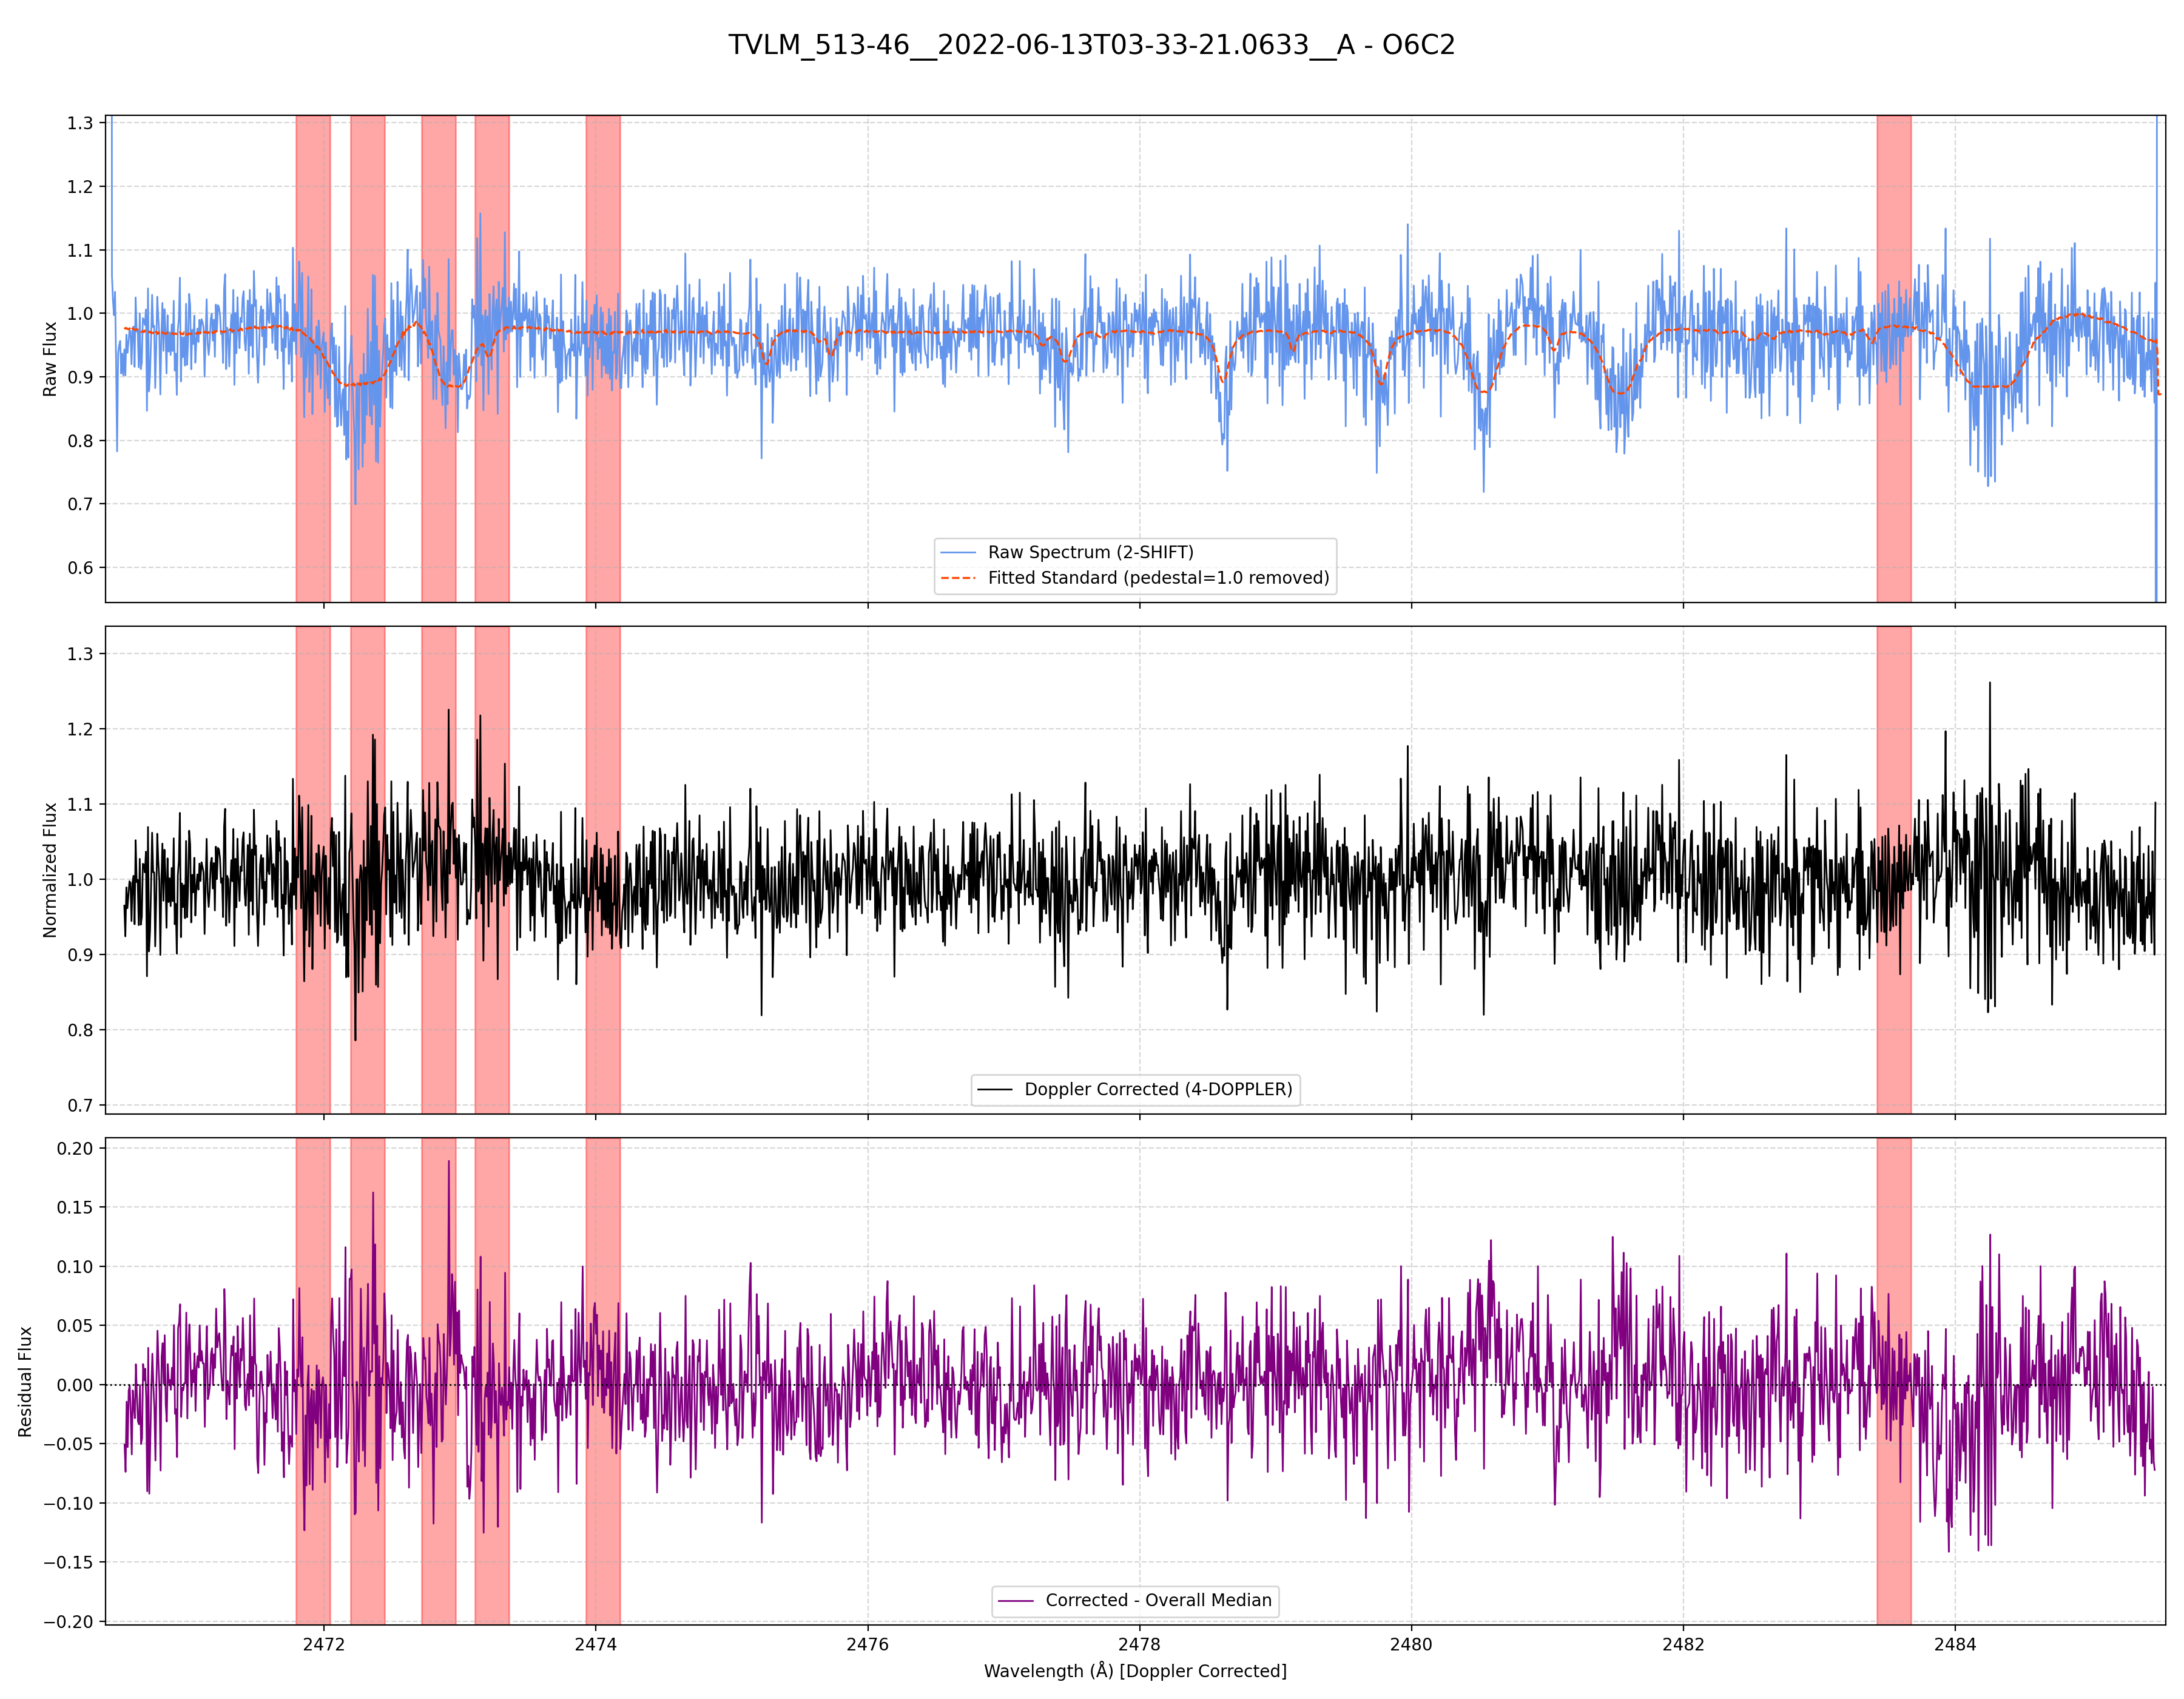 TVLM_513-46__2022-06-13T03-33-21.0633__A - O6C2
1.3
1.2
1.1
1.0
0.9
0.8
0.7
0.6
Raw Flux
Raw Spectrum (2-SHIFT)
Fitted Standard (pedestal=1.0 removed)
1.3
1.2
1.1
1.0
0.9
0.8
0.7
Normalized Flux
Doppler Corrected (4-DOPPLER)
0.20
0.15
0.10
0.05
0.00
−0.05
−0.10
−0.15
−0.20
Residual Flux
Corrected - Overall Median
2472 2474 2476 2478 2480 2482 2484
Wavelength (Å) [Doppler Corrected]